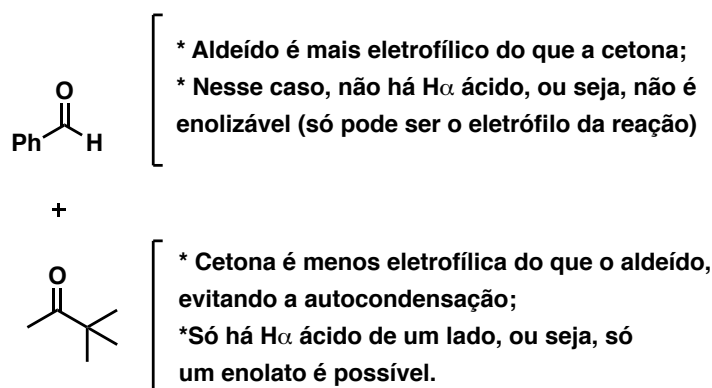 * Aldeído é mais eletrofílico do que a cetona;
* Nesse caso, não há Hα ácido, ou seja, não é
enolizável (só pode ser o eletrófilo da reação)
O
Ph
H
+
* Cetona é menos eletrofílica do que o aldeído,
evitando a autocondensação;
*Só há Hα ácido de um lado, ou seja, só
um enolato é possível.
O